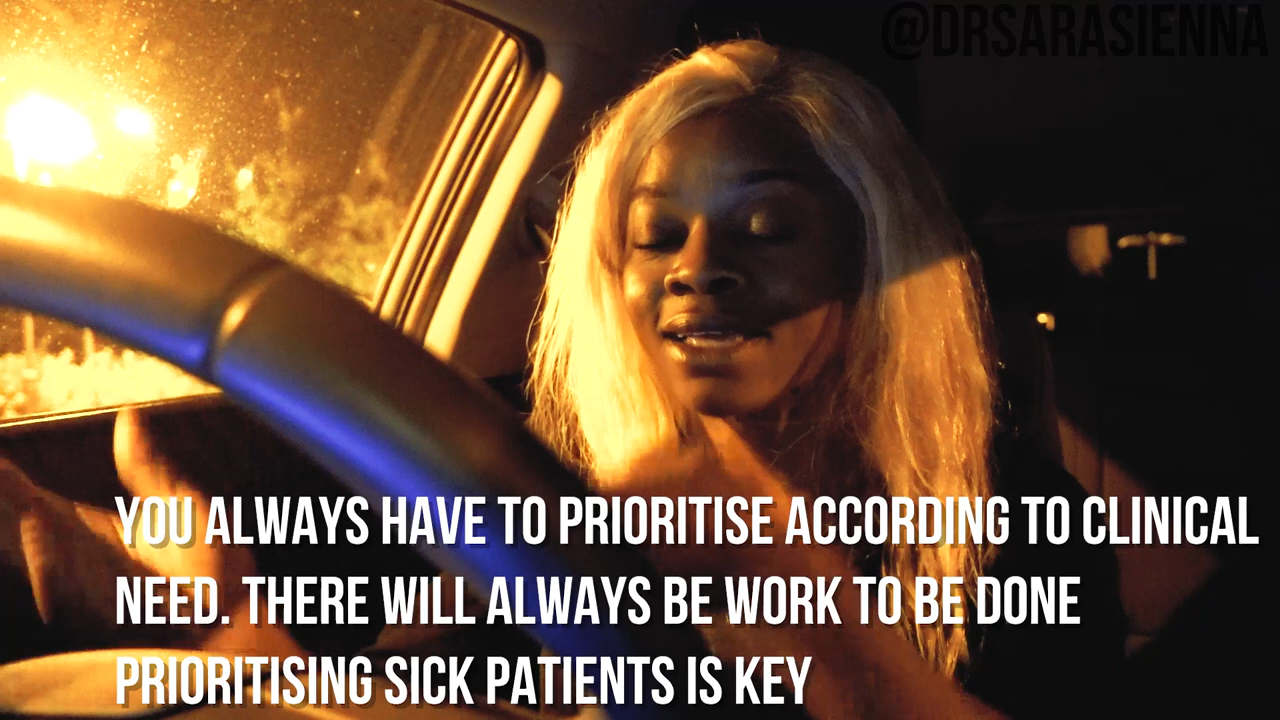 @DRSARASIENNA
YOU ALWAYS HAVE TO PRIORITISE ACCORDING TO CLINICAL
NEED. THERE WILL ALWAYS BE WORK TO BE DONE
PRIORITISING SICK PATIENTS IS KEY